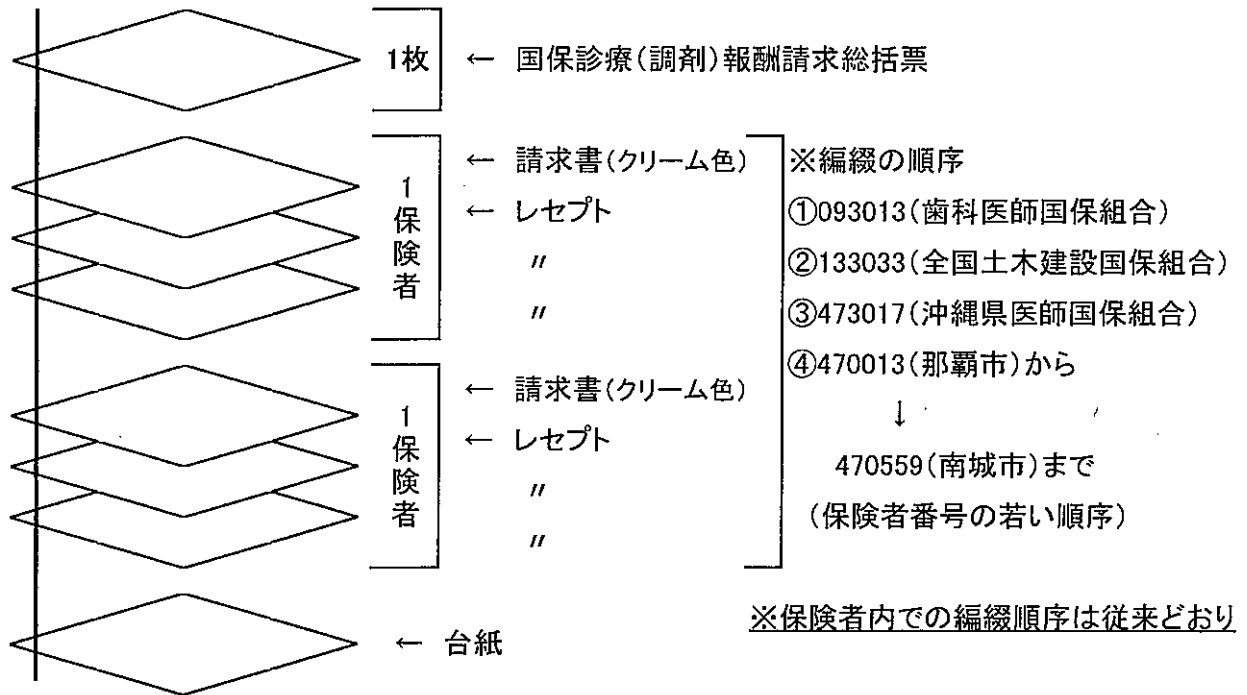 1枚 ← 国保診療(調剤)報酬請求総括票
1保険者
← 請求書(クリーム色)
← レセプト
〃
〃
1保険者
← 請求書(クリーム色)
← レセプト
〃
〃
※編綴の順序
①093013(歯科医師国保組合)
②133033(全国土木建設国保組合)
③473017(沖縄県医師国保組合)
④470013(那覇市)から
↓
470559(南城市)まで
(保険者番号の若い順序)
← 台紙
※保険者内での編綴順序は従来どおり